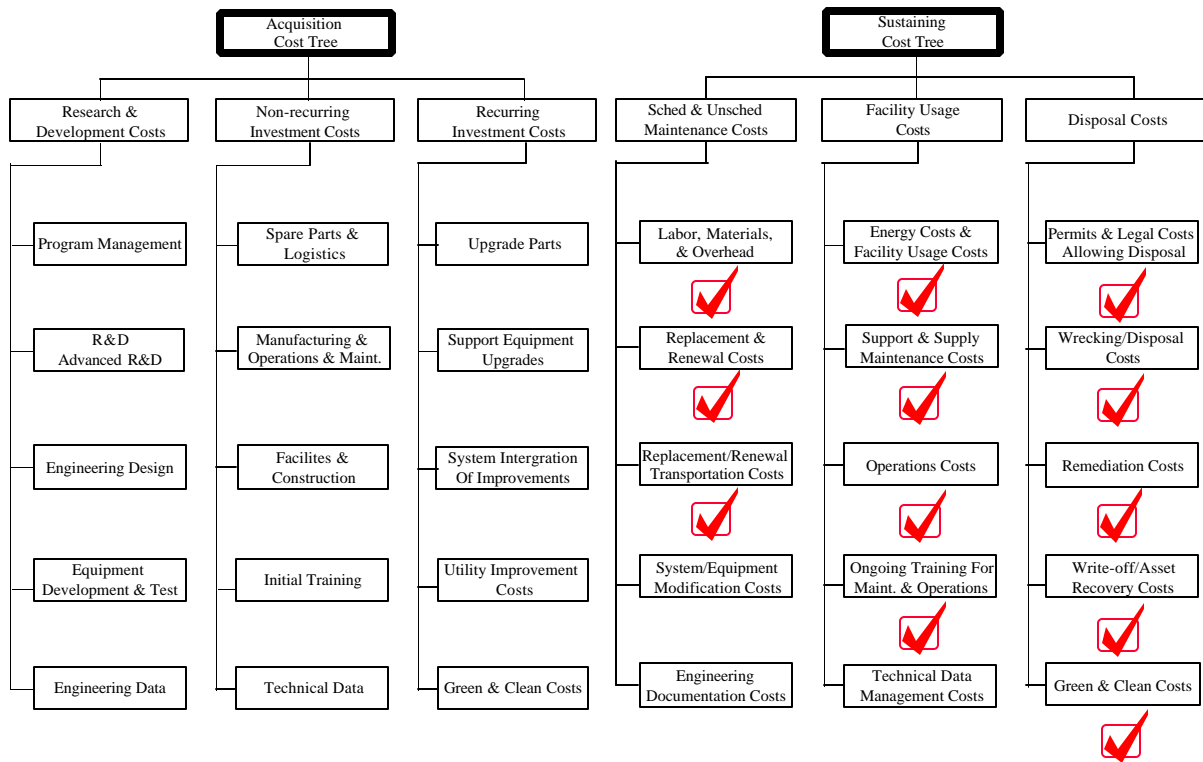 Acquisition
Cost Tree
Sustaining
Cost Tree
Research &
Development Costs
Non-recurring
Investment Costs
Recurring
Investment Costs
Sched & Unsched
Maintenance Costs
Facility Usage
Costs
Disposal Costs
Program Management
Spare Parts &
Logistics
Upgrade Parts
Labor, Materials,
& Overhead
Energy Costs &
Facility Usage Costs
Permits & Legal Costs
Allowing Disposal
R&D
Advanced R&D
Manufacturing &
Operations & Maint.
Support Equipment
Upgrades
Replacement &
Renewal Costs
Support & Supply
Maintenance Costs
Wrecking/Disposal
Costs
Engineering Design
Facilites &
Construction
System Intergration
Of Improvements
Replacement/Renewal
Transportation Costs
Operations Costs
Remediation Costs
Equipment
Development & Test
Initial Training
Utility Improvement
Costs
System/Equipment
Modification Costs
Ongoing Training For
Maint. & Operations
Write-off/Asset
Recovery Costs
Engineering Data
Technical Data
Green & Clean Costs
Engineering
Documentation Costs
Technical Data
Management Costs
Green & Clean Costs